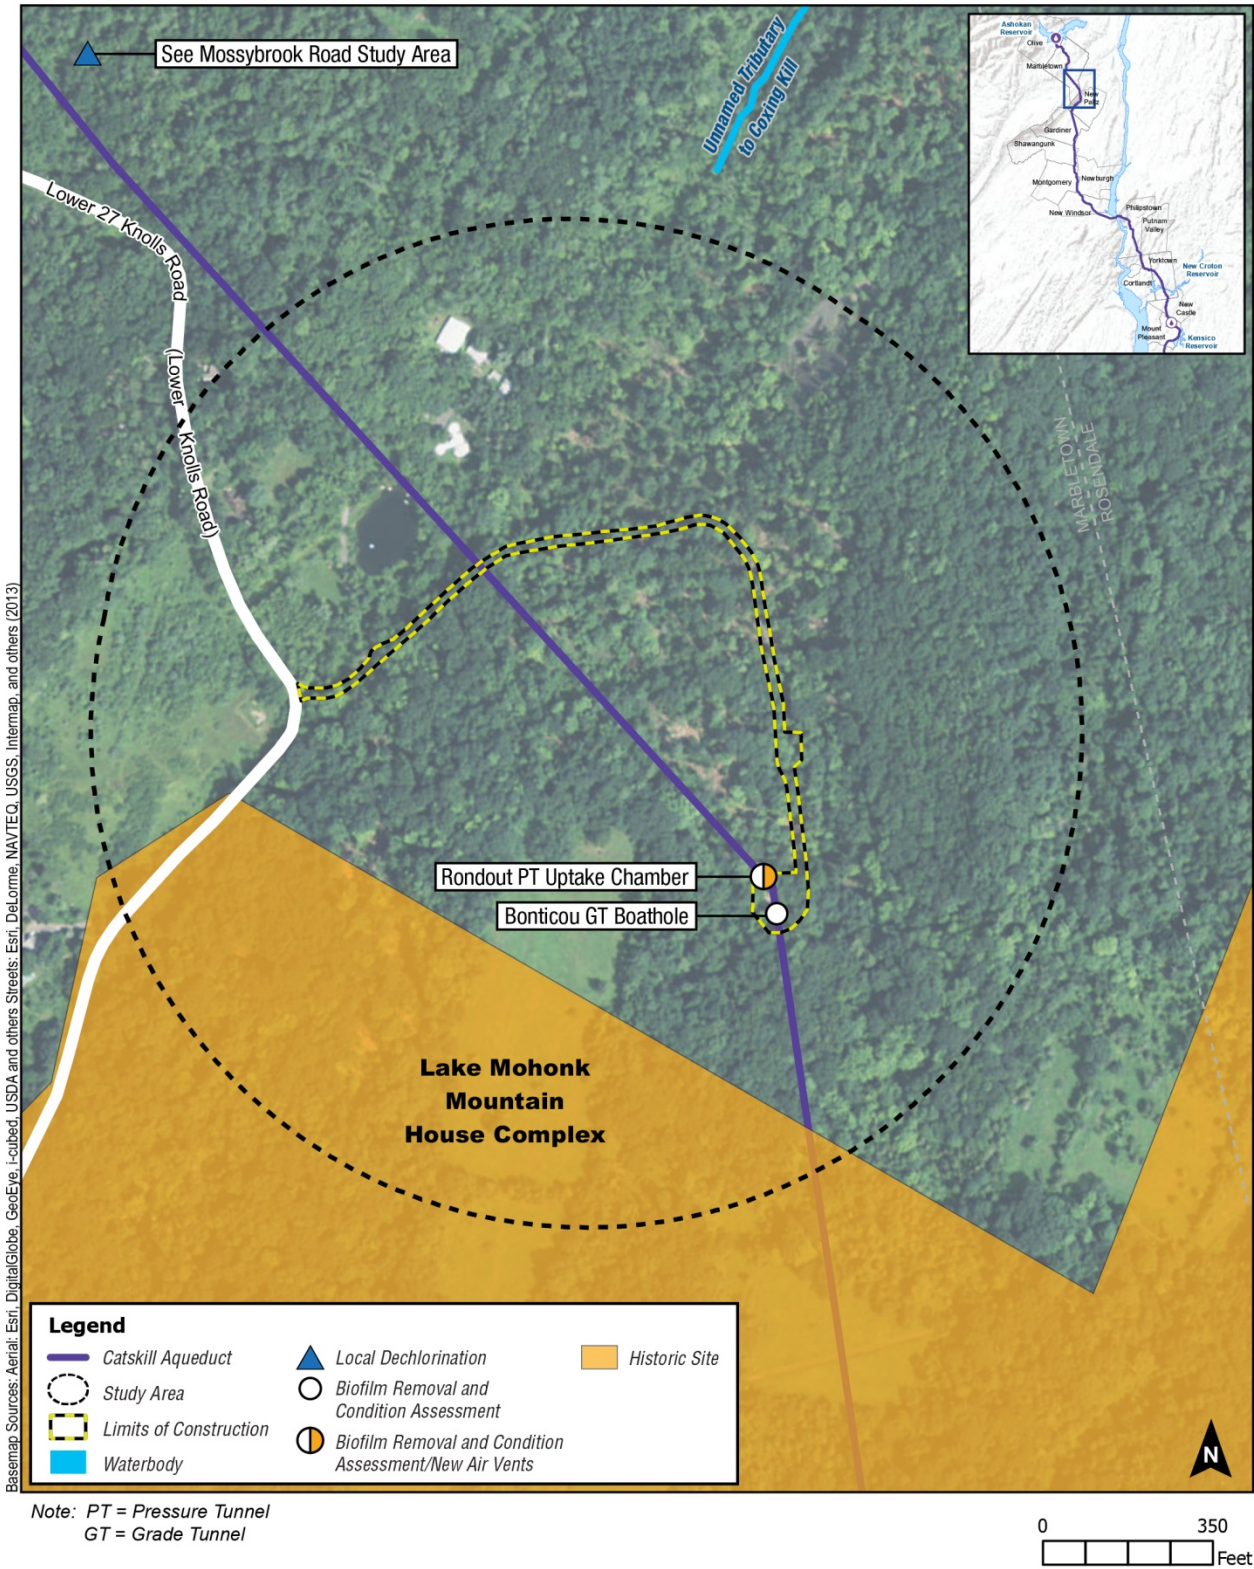 See Mossybrook Road Study Area
Unnamed Tributary
to Coxing Kill
Ashokan
Reservoir
Olive
Marbletown
New
Paltz
Gardiner
Shawangunk
Montgomery
Newburgh
New Windsor
Philipstown
Putnam
Valley
Yorktown
New Croton
Reservoir
Cortlandt
New
Castle
Mount
Pleasant
Kensico
Reservoir
Lower 27 Knolls Road
(Lower Knolls Road)
MARBLETOWN
ROSENDALE
Rondout PT Uptake Chamber
Bonticou GT Boathole
Lake Mohonk
Mountain
House Complex
Basemap Sources: Aerial: Esri, DigitalGlobe, GeoEye, i-cubed, USDA and others Streets: Esri, DeLorme, NAVTEQ, USGS, Intermap, and others (2013)
Legend
Catskill Aqueduct
Study Area
Limits of Construction
Waterbody
Local Dechlorination
Biofilm Removal and
Condition Assessment
Biofilm Removal and Condition
Assessment/New Air Vents
Historic Site
N
Note: PT = Pressure Tunnel
GT = Grade Tunnel
0 350
Feet